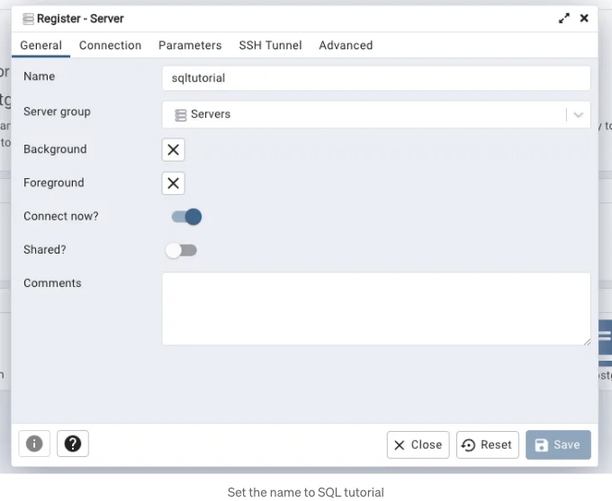 Register - Server
General Connection Parameters SSH Tunnel Advanced
Name sqltutorial
Server group Servers
Background
Foreground
Connect now?
Shared?
Comments
Close Reset Save
Set the name to SQL tutorial